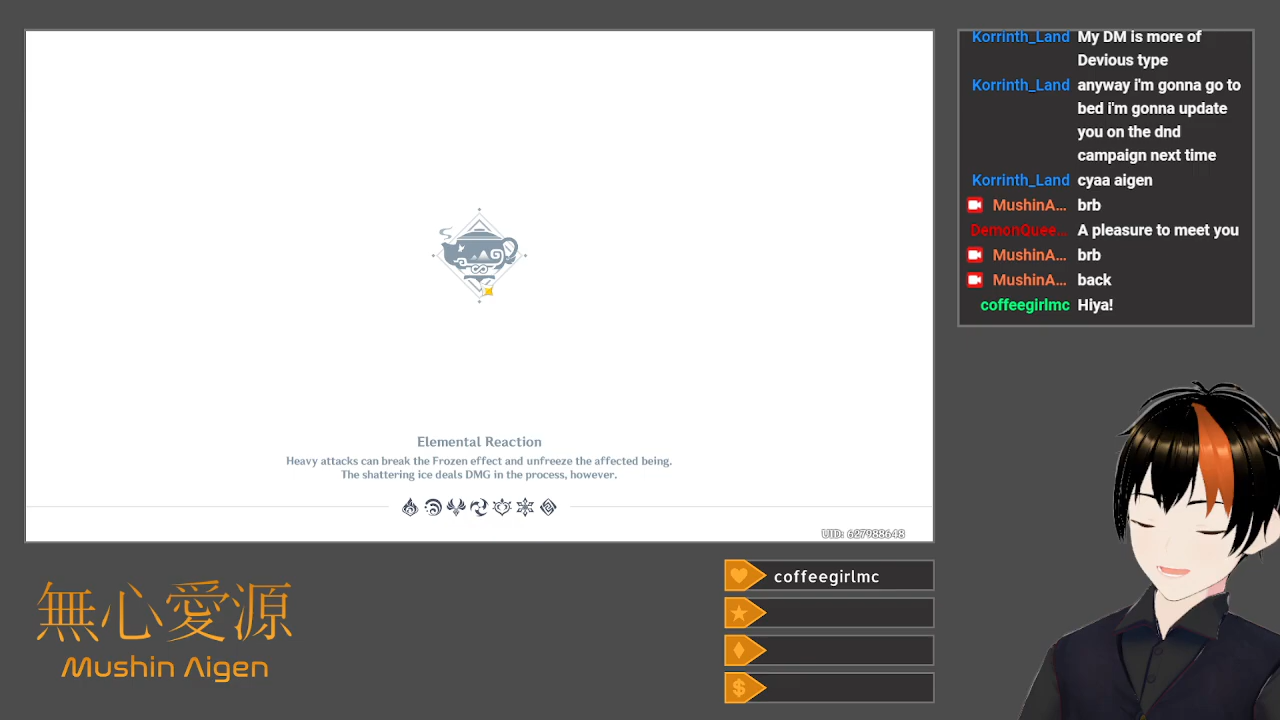 Elemental Reaction
Heavy attacks can break the Frozen effect and unfreeze the affected being.
The shattering ice deals DMG in the process, however.
UID: 627988648
Korrinth_Land My DM is more of
Devious type
Korrinth_Land anyway i'm gonna go to
bed i'm gonna update
you on the dnd
campaign next time
Korrinth_Land cyaa aigen
MushinA... brb
DemonQuee... A pleasure to meet you
MushinA... brb
MushinA... back
coffeegirlmc Hiya!
coffeegirlmc
無心愛源
Mushin Aigen